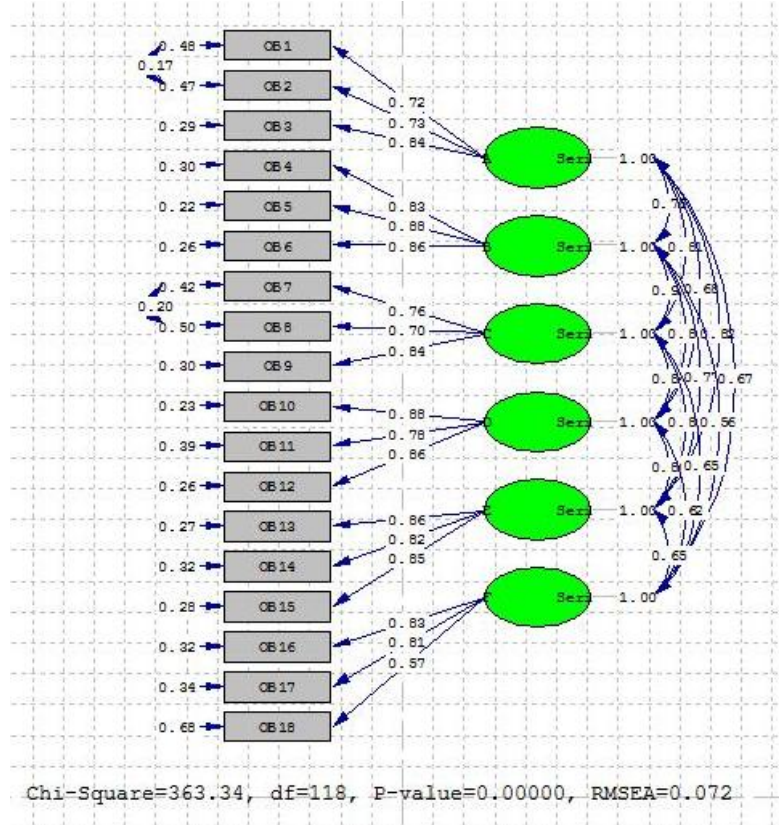 0.48 OB1
0.17
0.47 OB2
0.72
0.29 OB3
0.73
0.84
0.30 OB4
Seri 1.00
0.22 OB5
0.83
0.88
0.26 OB6
0.86
Seri 1.00
0.42 OB7
0.20
0.76
0.50 OB8
0.70
Seri 1.00
0.30 OB9
0.84
0.23 OB10
0.88
0.67
0.39 OB11
0.78
Seri 1.00
0.56
0.26 OB12
0.86
0.65
0.27 OB13
0.86
Seri 1.00
0.62
0.32 OB14
0.82
0.28 OB15
0.85
0.65
0.32 OB16
0.83
Seri 1.00
0.81
0.34 OB17
0.57
0.68 OB18
Chi-Square=363.34, df=118, P-value=0.00000, RMSEA=0.072